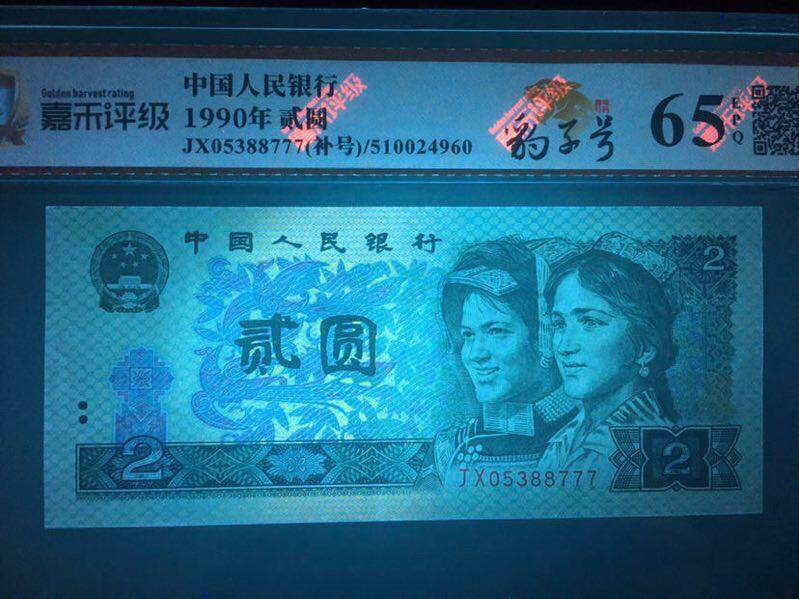 Golden harvest rating
嘉禾评级
中国人民银行
1990年 贰圆
JX05388777(补号)/510024960
豹子号
65
EPQ
中国人民银行
2
贰圆
2
JX05388777
2